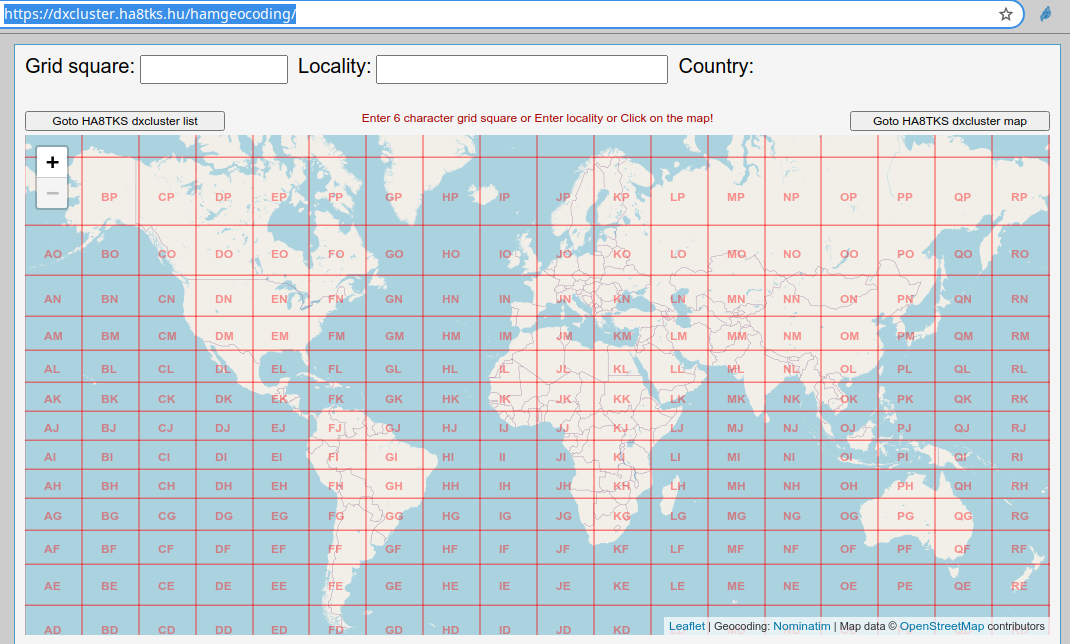 https://dxcluster.ha8tks.hu/hamgeocoding/
Grid square: Locality: Country:
Goto HA8TKS dxcluster list Enter 6 character grid square or Enter locality or Click on the map! Goto HA8TKS dxcluster map
+
−
BP CP DP EP FP GP HP IP JP KP LP MP NP OP PP QP RP
AO BO CO DO EO FO GO HO IO JO KO LO MO NO OO PO QO RO
AN BN CN DN EN FN GN HN IN JN KN LN MN NN ON PN QN RN
AM BM CM DM EM FM GM HM IM JM KM LM MM NM OM PM QM RM
AL BL CL DL EL FL GL HL IL JL KL LL ML NL OL PL QL RL
AK BK CK DK EK FK GK HK IK JK KK LK MK NK OK PK QK RK
AJ BJ CJ DJ EJ FJ GJ HJ IJ JJ KJ LJ MJ NJ OJ PJ QJ RJ
AI BI CI DI EI FI GI HI II JI KI LI MI NI OI PI QI RI
AH BH CH DH EH FH GH HH IH JH KH LH MH NH OH PH QH RH
AG BG CG DG EG FG GG HG IG JG KG LG MG NG OG PG QG RG
AF BF CF DF EF FF GF HF IF JF KF LF MF NF OF PF QF RF
AE BE CE DE EE FE GE HE IE JE KE LE ME NE OE PE QE RE
AD BD CD DD ED FD GD HD ID JD KD
Leaflet | Geocoding: Nominatim | Map data © OpenStreetMap contributors